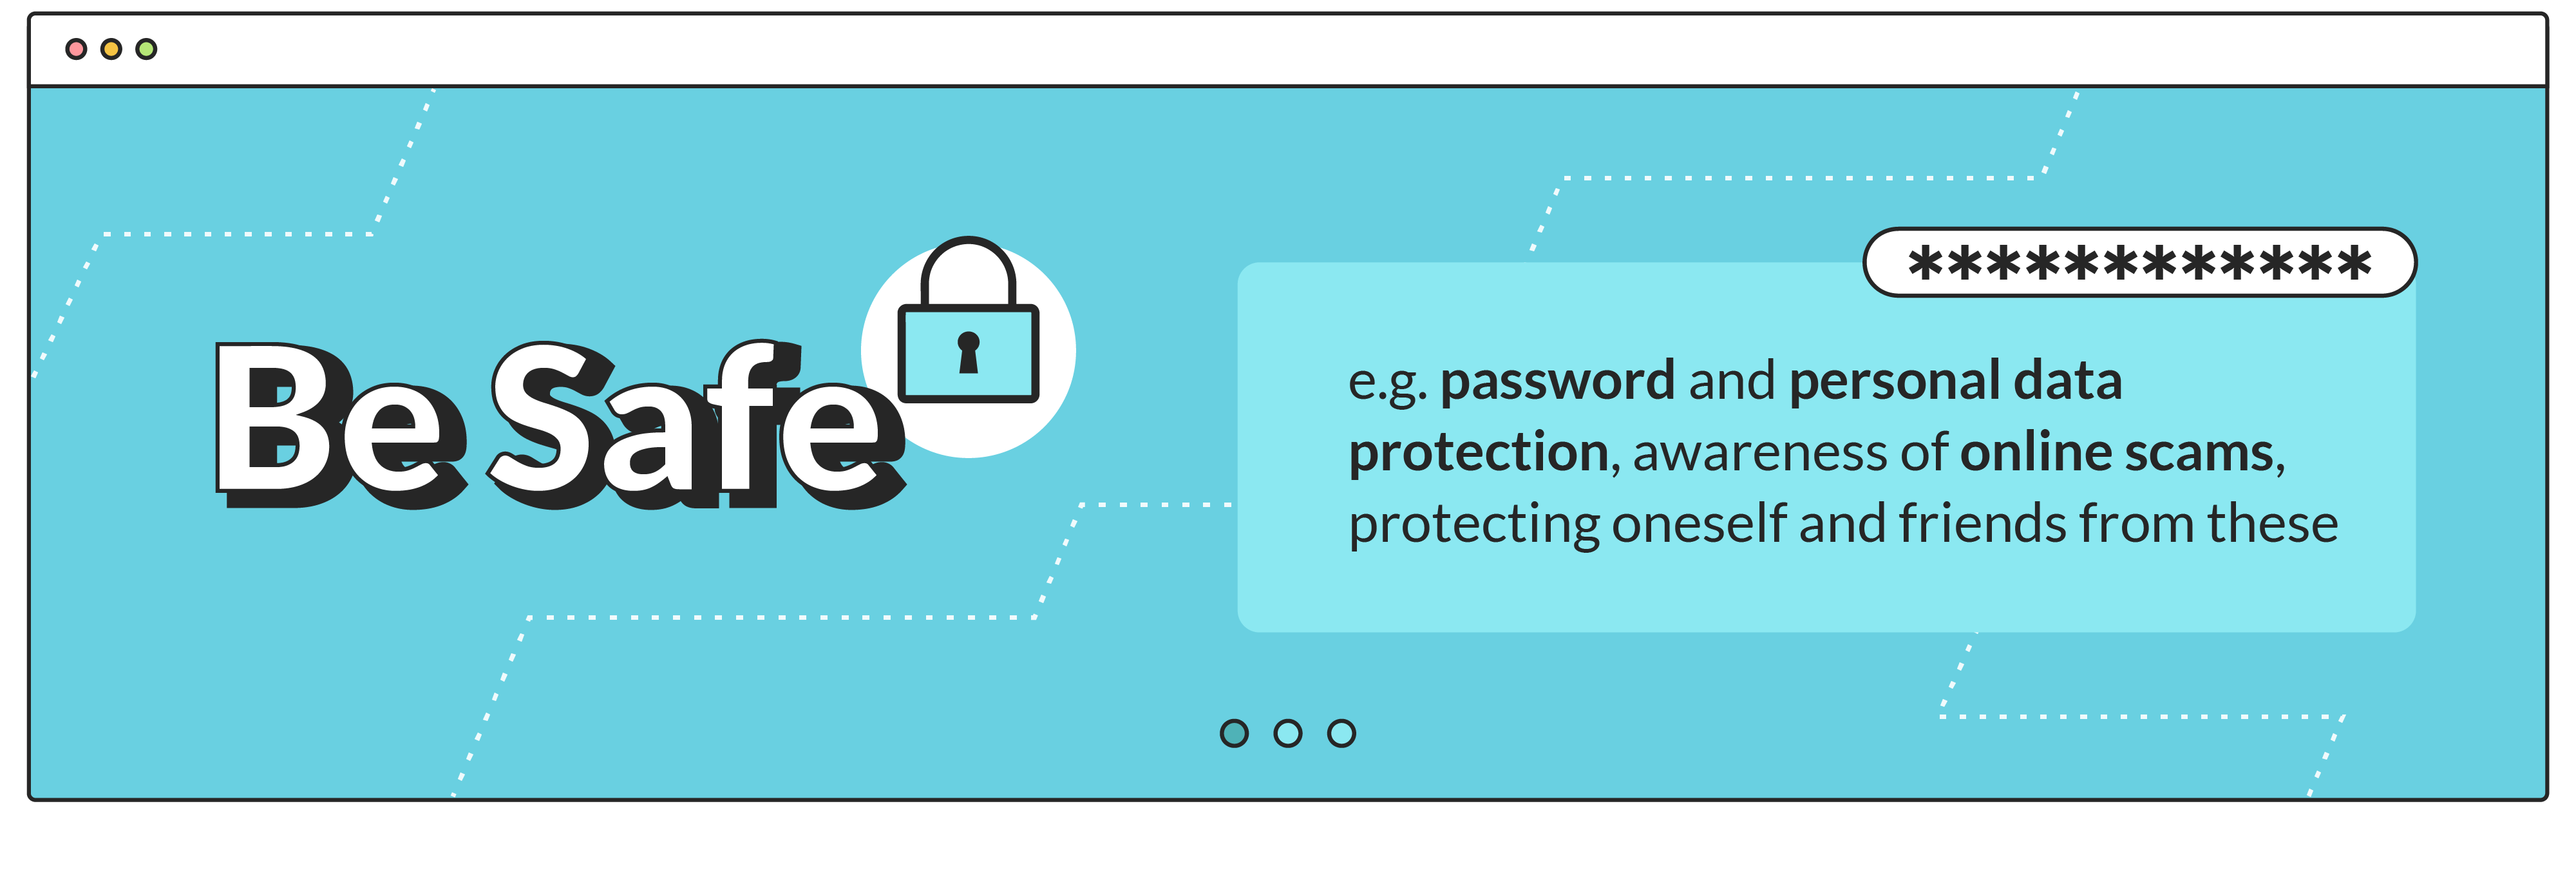 Be Safe
************
e.g. password and personal data
protection, awareness of online scams,
protecting oneself and friends from these